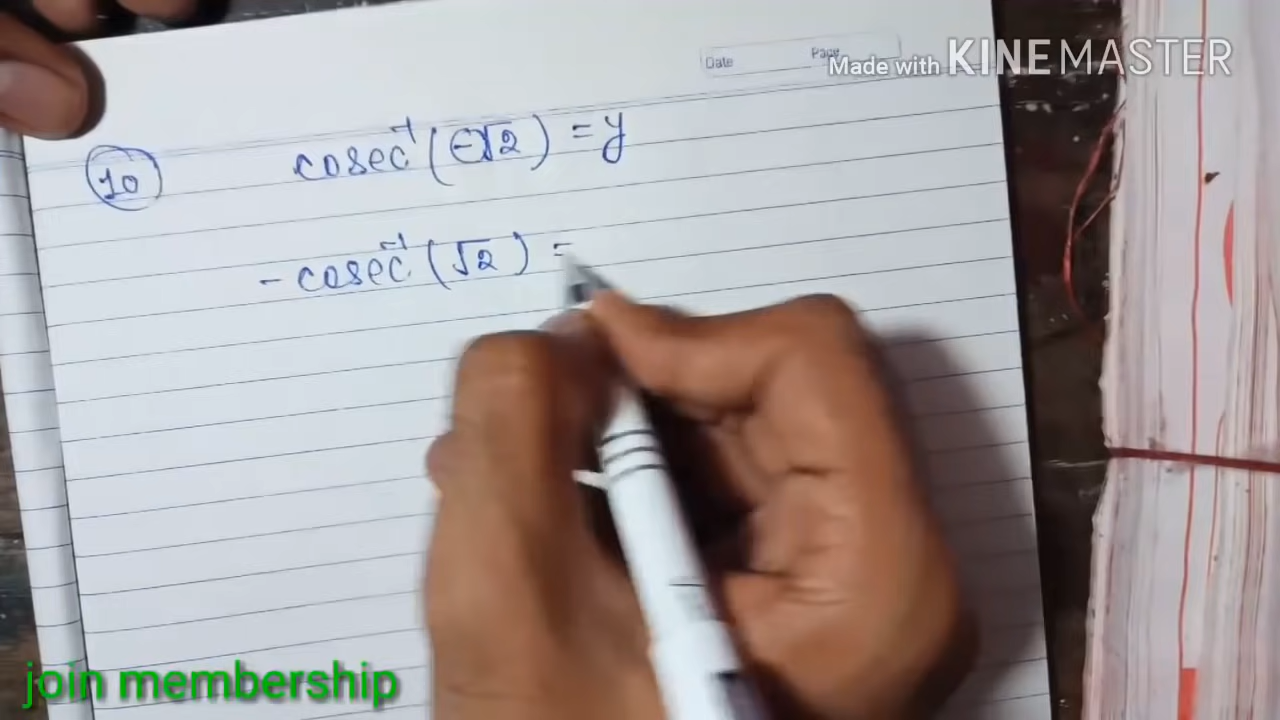 Date Page
Made with KINEMASTER
10 cosec⁻¹(-√2) = y
- cosec⁻¹(√2) =
join membership